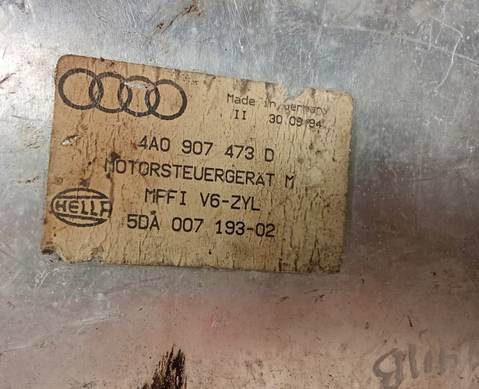 Made in germany
II 30.09.94
4A0 907 473 D
MOTORSTEUERGERÄT M
MFFI V6-ZYL
HELLA
5DA 007 193-02